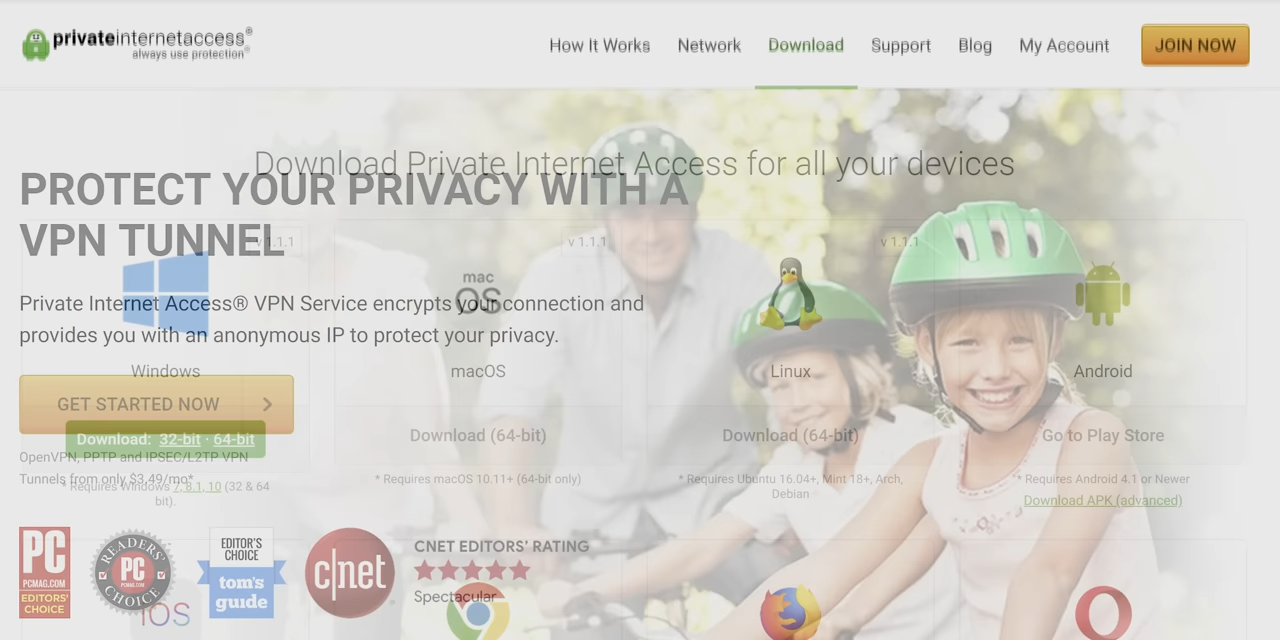 privateinternetaccess®
always use protection®
How It Works Network Download Support Blog My Account JOIN NOW
Download Private Internet Access for all your devices
PROTECT YOUR PRIVACY WITH A
VPN TUNNEL
v 1.1.1
v 1.1.1
v 1.1.1
mac
OS
Private Internet Access® VPN Service encrypts your connection and
provides you with an anonymous IP to protect your privacy.
Windows
macOS
Linux
Android
GET STARTED NOW
Download: 32-bit · 64-bit
Download (64-bit)
Download (64-bit)
Go to Play Store
OpenVPN, PPTP and IPSEC/L2TP VPN
Tunnels from only $3.49/mo*
* Requires Windows 7, 8.1, 10 (32 & 64
bit).
* Requires macOS 10.11+ (64-bit only)
* Requires Ubuntu 16.04+, Mint 18+, Arch,
Debian
* Requires Android 4.1 or Newer
Download APK (advanced)
PC
PCMAG.COM
EDITORS'
CHOICE
READERS'
PC
PCMAG.COM
CHOICE
EDITOR'S
CHOICE
tom's
guide
c|net
CNET EDITORS' RATING
Spectacular
iOS